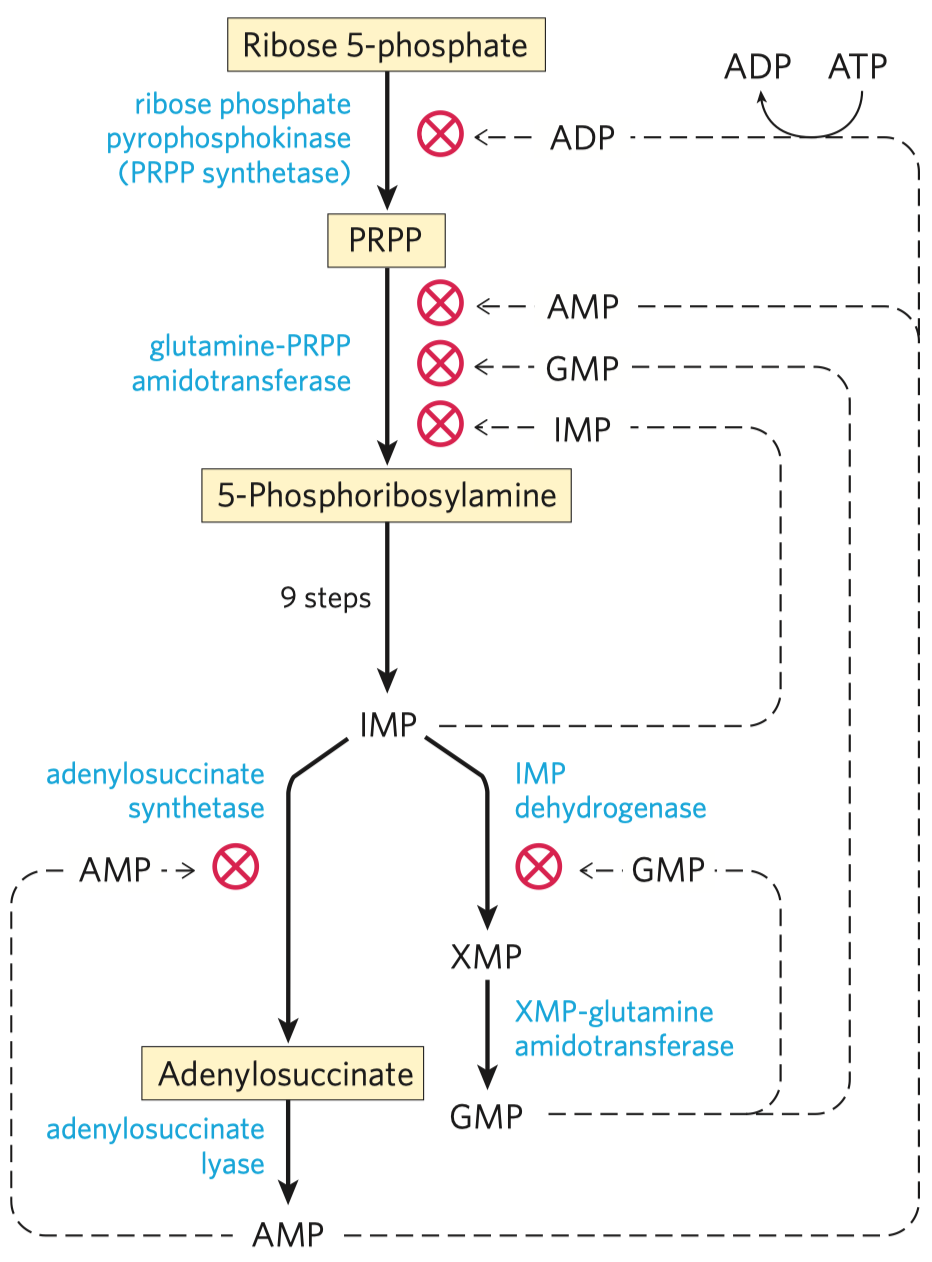 Ribose 5-phosphate
ADP ATP
ribose phosphate
pyrophosphokinase
(PRPP synthetase)
ADP
PRPP
AMP
glutamine-PRPP
amidotransferase
GMP
IMP
5-Phosphoribosylamine
9 steps
IMP
adenylosuccinate
synthetase
IMP
dehydrogenase
AMP
GMP
XMP
XMP-glutamine
amidotransferase
Adenylosuccinate
GMP
adenylosuccinate
lyase
AMP